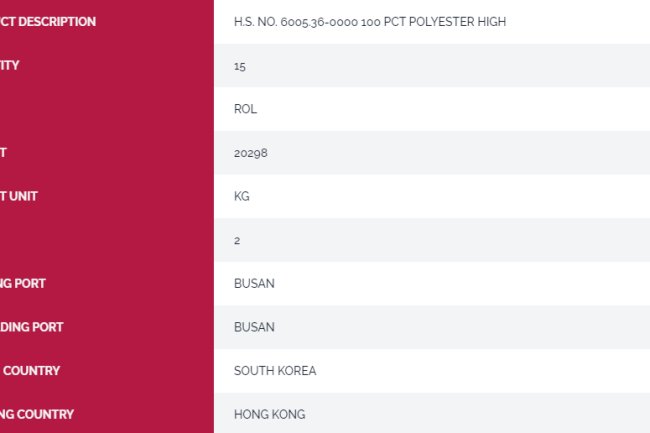 CT DESCRIPTION H.S. NO. 6005.36-0000 100 PCT POLYESTER HIGH
ITY 15
ROL
T 20298
T UNIT KG
2
NG PORT BUSAN
DING PORT BUSAN
COUNTRY SOUTH KOREA
NG COUNTRY HONG KONG